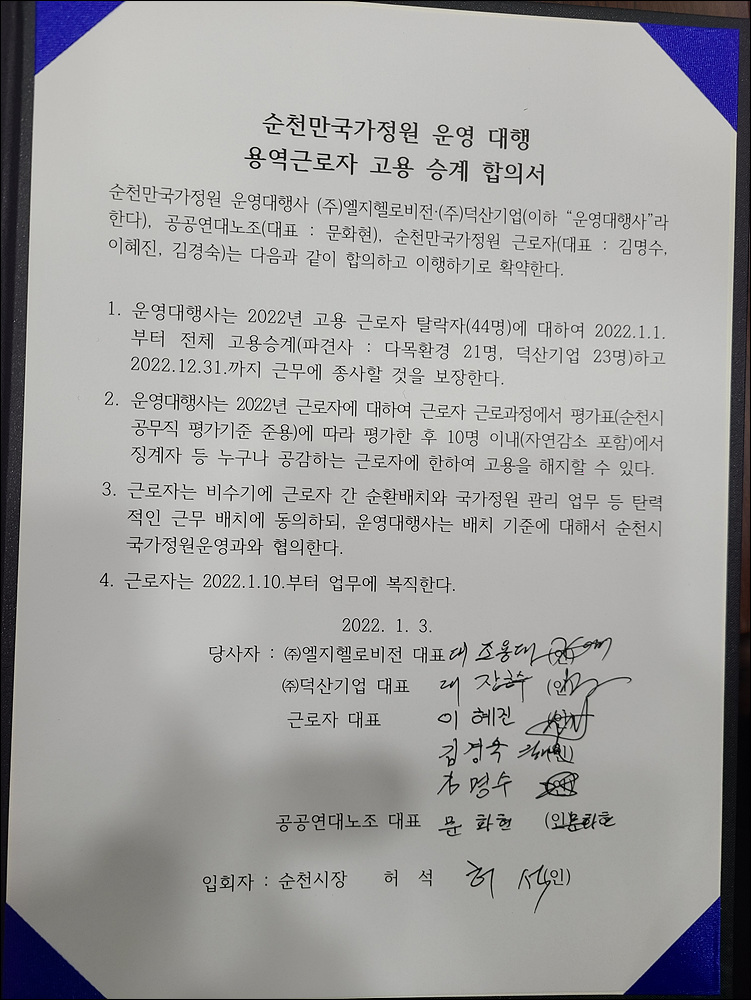 순천만국가정원 운영 대행
용역근로자 고용 승계 합의서
순천만국가정원 운영대행사 (주)엘지헬로비전·(주)덕산기업(이하 “운영대행사”라
한다), 공공연대노조(대표 : 문화현), 순천만국가정원 근로자(대표 : 김명수,
이혜진, 김경숙)는 다음과 같이 합의하고 이행하기로 확약한다.
1. 운영대행사는 2022년 고용 근로자 탈락자(44명)에 대하여 2022.1.1.
부터 전체 고용승계(파견사 : 다목환경 21명, 덕산기업 23명)하고
2022.12.31.까지 근무에 종사할 것을 보장한다.
2. 운영대행사는 2022년 근로자에 대하여 근로자 근로과정에서 평가표(순천시
공무직 평가기준 준용)에 따라 평가한 후 10명 이내(자연감소 포함)에서
징계자 등 누구나 공감하는 근로자에 한하여 고용을 해지할 수 있다.
3. 근로자는 비수기에 근로자 간 순환배치와 국가정원 관리 업무 등 탄력
적인 근무 배치에 동의하되, 운영대행사는 배치 기준에 대해서 순천시
국가정원운영과와 협의한다.
4. 근로자는 2022.1.10.부터 업무에 복직한다.
2022. 1. 3.
당사자 : ㈜엘지헬로비전 대표 대 조용대 (인)
㈜덕산기업 대표 대 (인)
근로자 대표 이 혜진 (인)
김경숙 (인)
김 명수 (인)
공공연대노조 대표 문 화현 (인) 문화현
입회자 : 순천시장 허 석 허 석 (인)